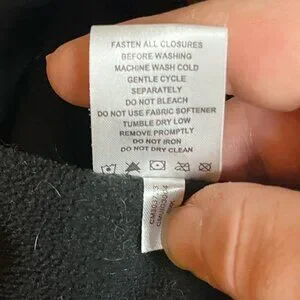 FASTEN ALL CLOSURES
BEFORE WASHING
MACHINE WASH COLD
GENTLE CYCLE
SEPARATELY
DO NOT BLEACH
DO NOT USE FABRIC SOFTENER
TUMBLE DRY LOW
REMOVE PROMPTLY
DO NOT IRON
DO NOT DRY CLEAN